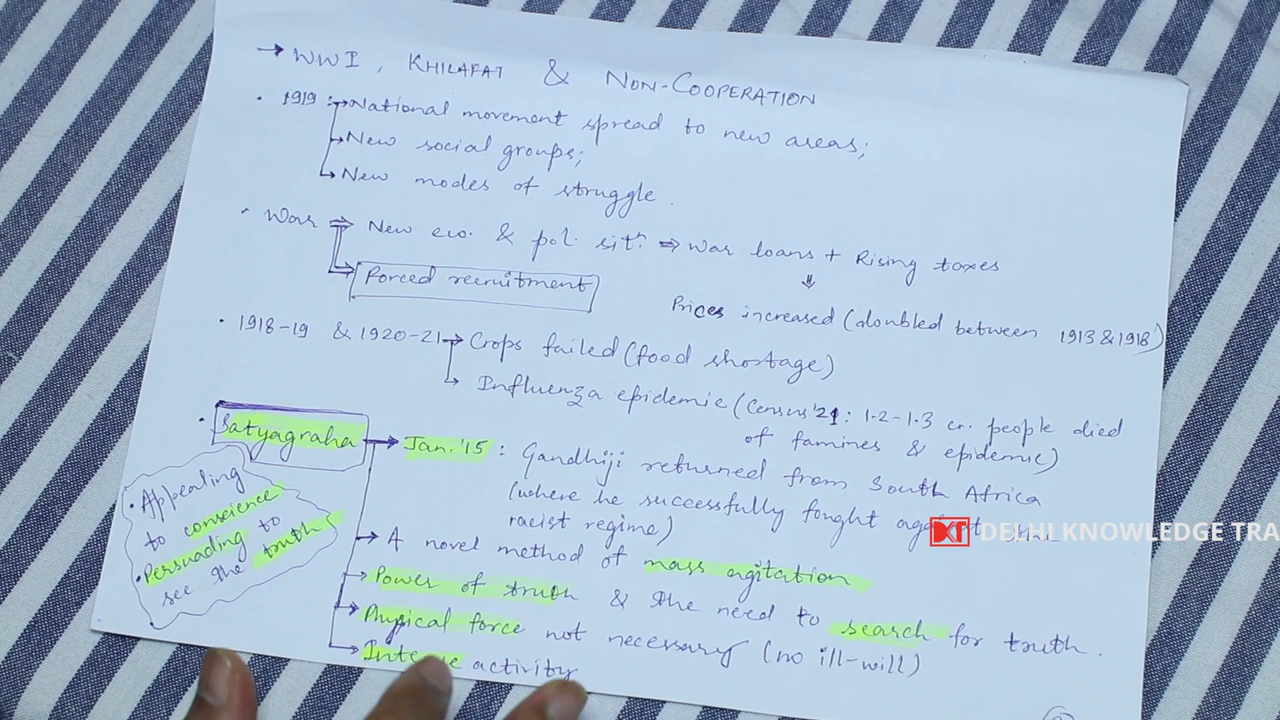 → WWI, KHILAFAT & NON-COOPERATION
· 1919 :→ National movement spread to new areas;
→ New social groups;
→ New modes of struggle.
· War ⇒ New eco. & pol. sitⁿ. ⇒ War loans + Rising taxes
⇓
Forced recruitment
Prices increased (doubled between 1913 & 1918)
· 1918-19 & 1920-21 → Crops failed (food shortage)
→ Influenza epidemic (Census '21 : 1.2 - 1.3 cr. people died
of famines & epidemic)
· Satyagraha → Jan. '15 : Gandhiji returned from South Africa
(where he successfully fought the
racist regime)
DELHI KNOWLEDGE TRA
· Appealing
to conscience
· Persuading to
see the truth
→ A novel method of mass agitation
→ Power of truth & the need to search for truth.
→ Physical force not necessary (no ill-will)
→ activity